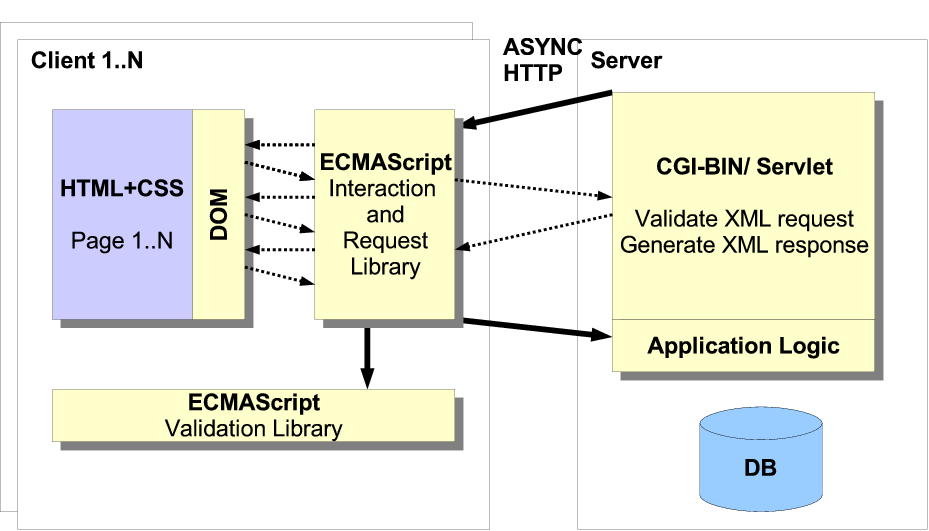 Client 1..N
ASYNC
HTTP
Server
HTML+CSS
Page 1..N
DOM
ECMAScript
Interaction
and
Request
Library
CGI-BIN/ Servlet
Validate XML request
Generate XML response
Application Logic
ECMAScript
Validation Library
DB